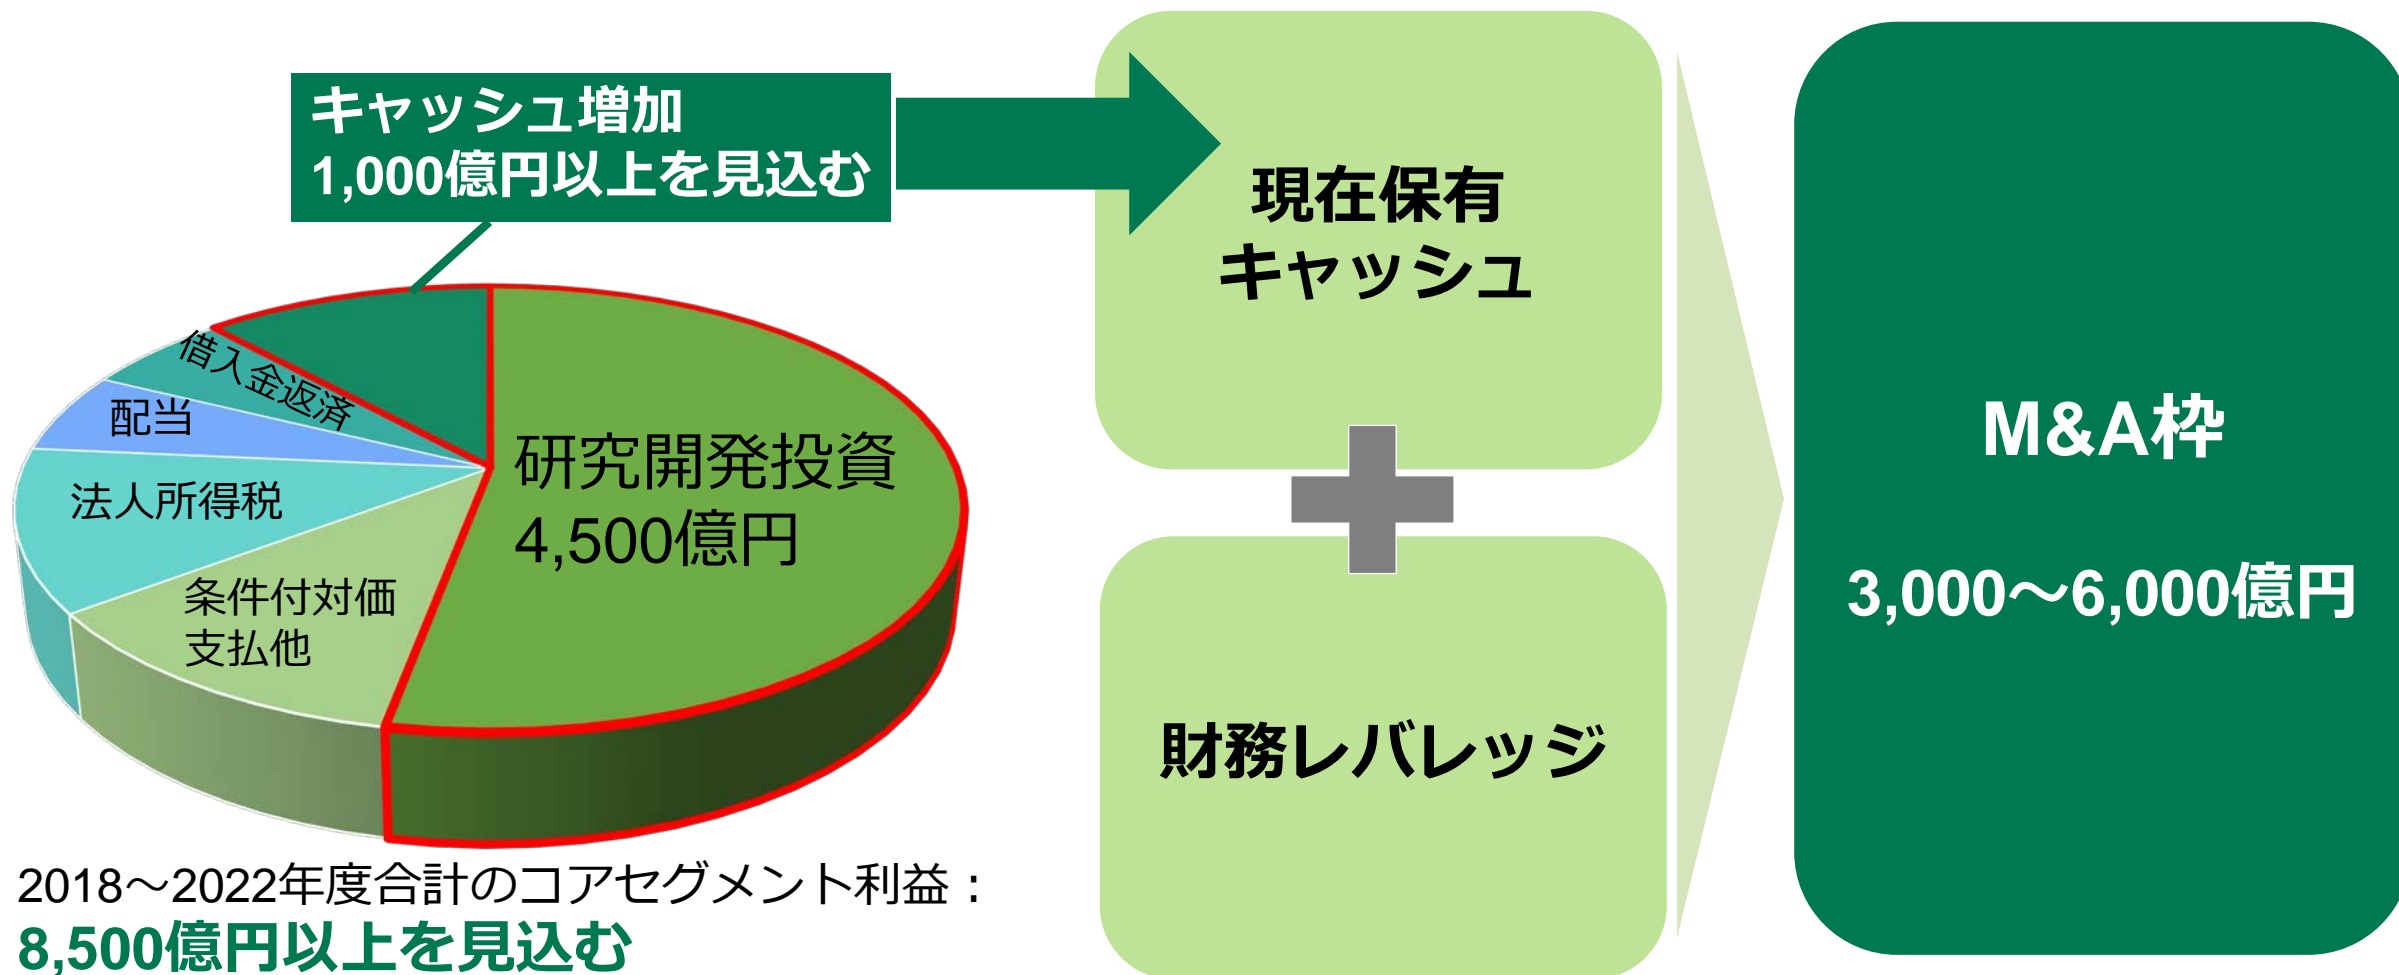 キャッシュ増加
1,000億円以上を見込む
借入金返済
配当
法人所得税
条件付対価
支払他
研究開発投資
4,500億円
2018～2022年度合計のコアセグメント利益：
8,500億円以上を見込む
現在保有
キャッシュ
財務レバレッジ
M&A枠
3,000～6,000億円